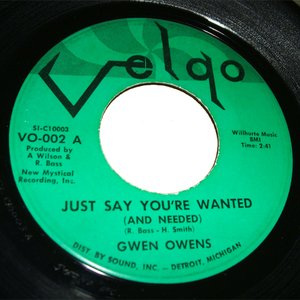 Velgo
SI-C10003
VO-002 A
Produced by
A Wilson &
R. Bass
New Mystical
Recording, Inc.
Willhurte Music
BMI
Time: 2:41
JUST SAY YOU'RE WANTED
(AND NEEDED)
(R. Bass - H. Smith)
GWEN OWENS
DIST BY SOUND, INC. — DETROIT, MICHIGAN